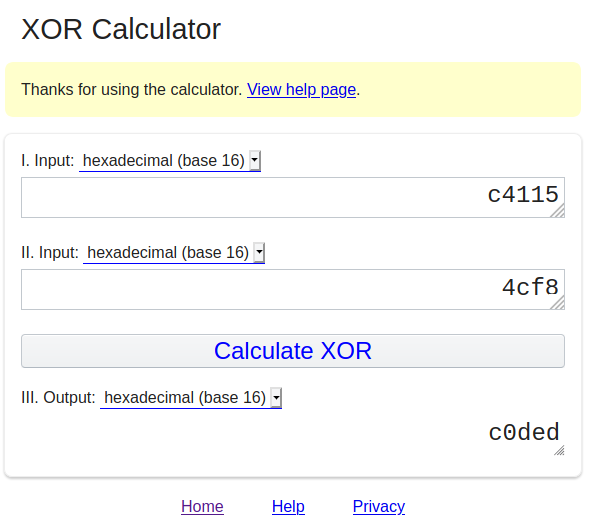 XOR Calculator
Thanks for using the calculator. View help page.
I. Input: hexadecimal (base 16)
c4115
II. Input: hexadecimal (base 16)
4cf8
Calculate XOR
III. Output: hexadecimal (base 16)
c0ded
Home Help Privacy